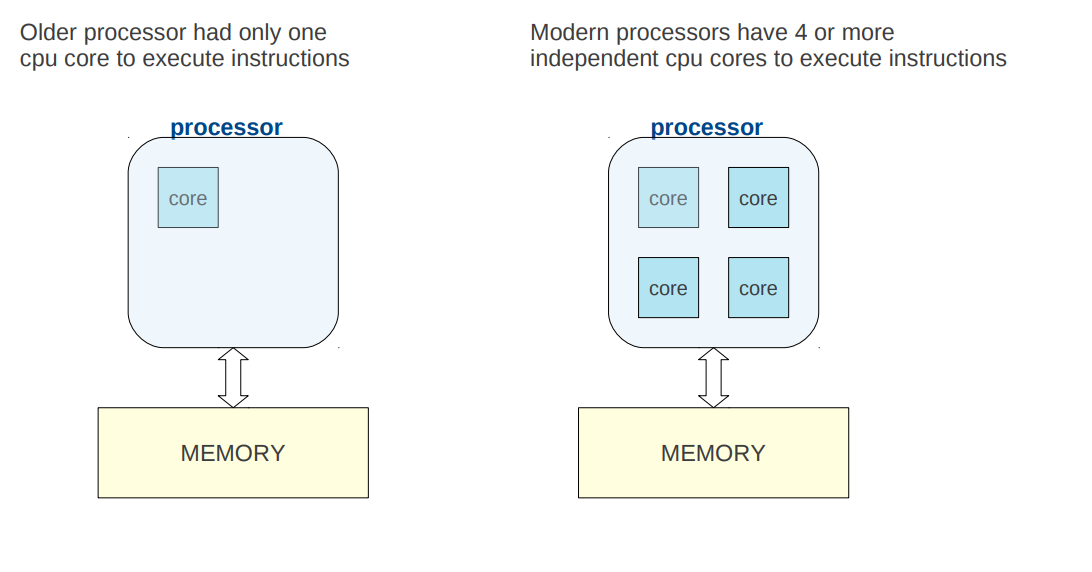 Older processor had only one
cpu core to execute instructions
processor
core
MEMORY
Modern processors have 4 or more
independent cpu cores to execute instructions
processor
core core
core core
MEMORY